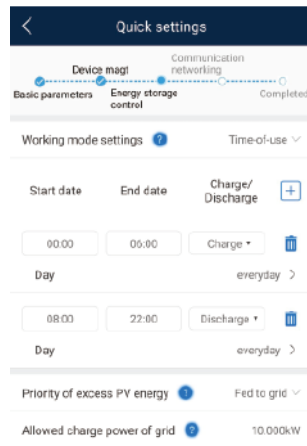 Quick settings
Communication
Device magt networking
Basic parameters Energy storage Completed
control
Working mode settings ? Time-of-use
Start date End date Charge/
Discharge
00:00 06:00 Charge
Day everyday
08:00 22:00 Discharge
Day everyday
Priority of excess PV energy ? Fed to grid
Allowed charge power of grid ? 10.000kW